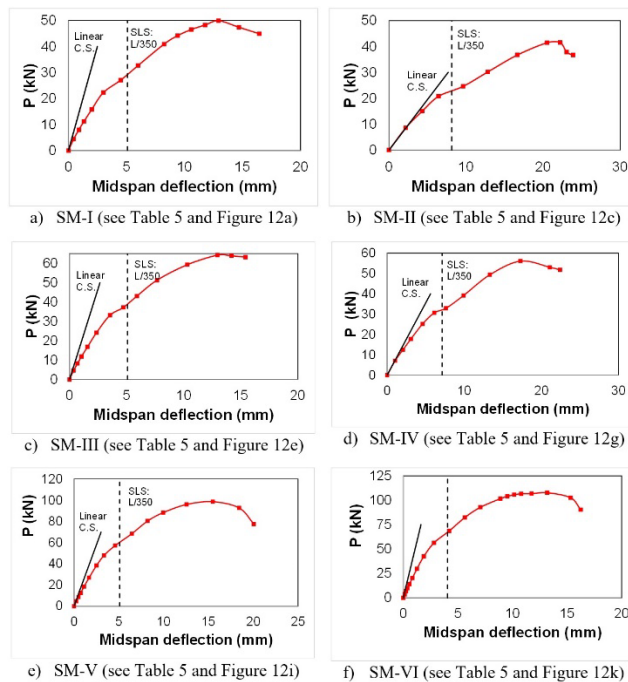 50
40
30
20
10
0
P (kN)
Linear
C.S.
SLS:
L/350
0 5 10 15 20
Midspan deflection (mm)
a) SM-I (see Table 5 and Figure 12a)
50
40
30
20
10
0
P (kN)
Linear
C.S.
SLS:
L/350
0 10 20 30
Midspan deflection (mm)
b) SM-II (see Table 5 and Figure 12c)
60
50
40
30
20
10
0
P (kN)
Linear
C.S.
SLS:
L/350
0 5 10 15 20
Midspan deflection (mm)
c) SM-III (see Table 5 and Figure 12e)
60
50
40
30
20
10
0
P (kN)
Linear
C.S.
SLS:
L/350
0 10 20 30
Midspan deflection (mm)
d) SM-IV (see Table 5 and Figure 12g)
120
100
80
60
40
20
0
P (kN)
Linear
C.S.
SLS:
L/350
0 5 10 15 20 25
Midspan deflection (mm)
e) SM-V (see Table 5 and Figure 12i)
125
100
75
50
25
0
P (kN)
0 5 10 15 20
Midspan deflection (mm)
f) SM-VI (see Table 5 and Figure 12k)